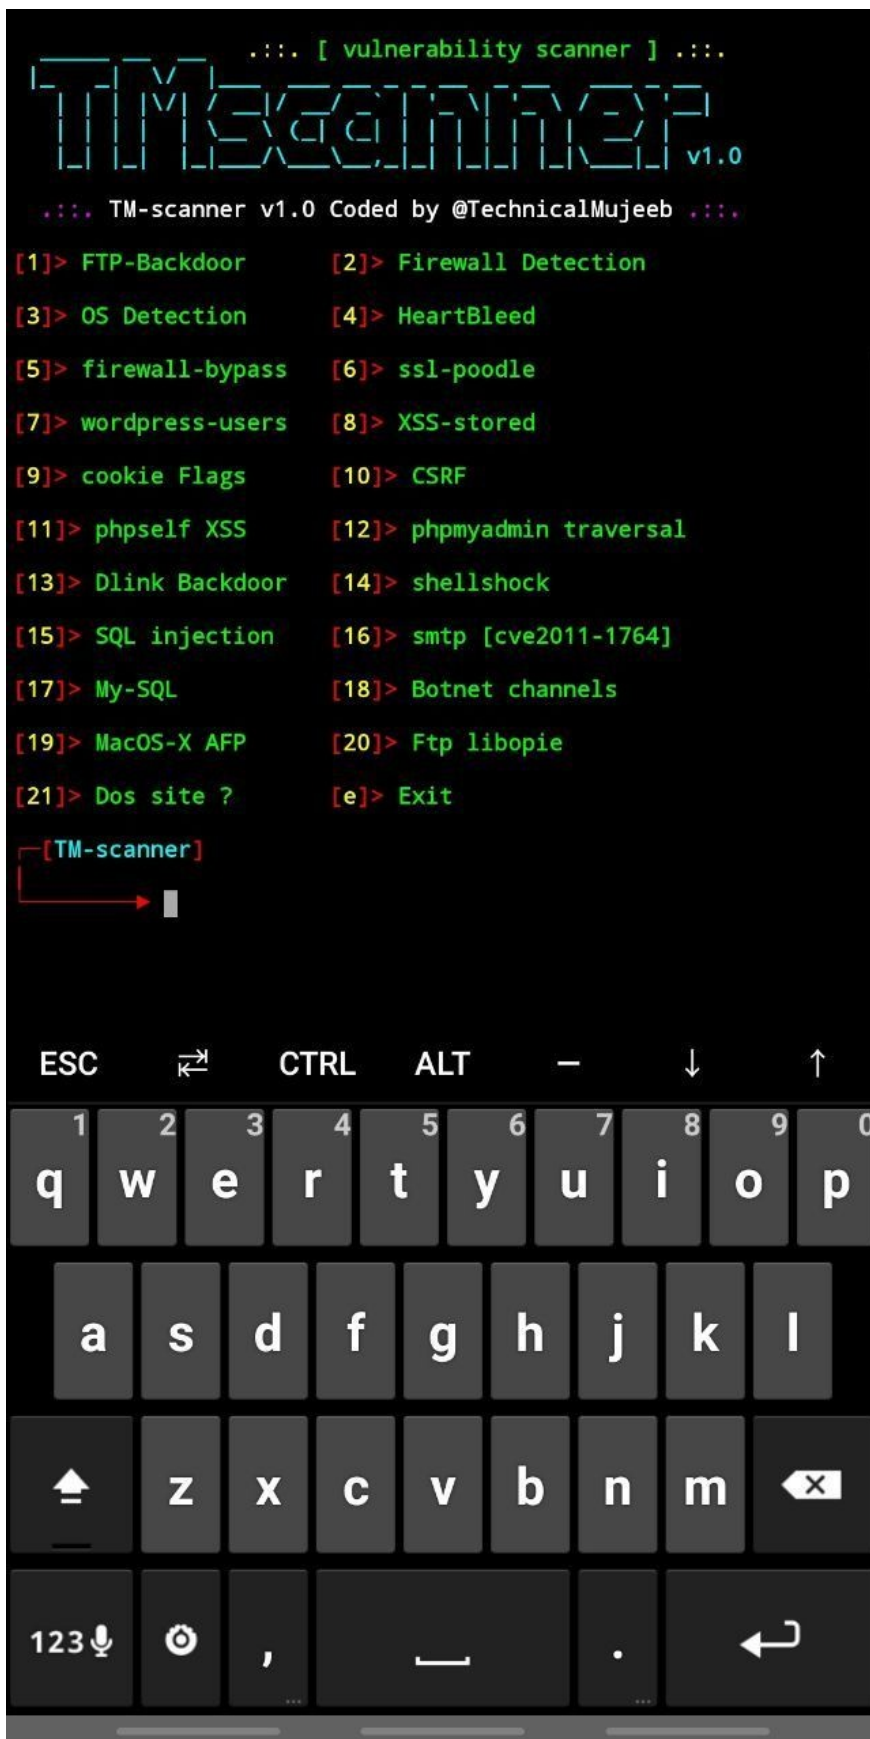 .::. [ vulnerability scanner ] .::.
TMscanner v1.0
.::. TM-scanner v1.0 Coded by @TechnicalMujeeb .::.
[1]> FTP-Backdoor [2]> Firewall Detection
[3]> OS Detection [4]> HeartBleed
[5]> firewall-bypass [6]> ssl-poodle
[7]> wordpress-users [8]> XSS-stored
[9]> cookie Flags [10]> CSRF
[11]> phpself XSS [12]> phpmyadmin traversal
[13]> Dlink Backdoor [14]> shellshock
[15]> SQL injection [16]> smtp [cve2011-1764]
[17]> My-SQL [18]> Botnet channels
[19]> MacOS-X AFP [20]> Ftp libopie
[21]> Dos site ? [e]> Exit
[TM-scanner]
ESC CTRL ALT – ↓ ↑
1 2 3 4 5 6 7 8 9 0
q w e r t y u i o p
a s d f g h j k l
z x c v b n m
123 , .